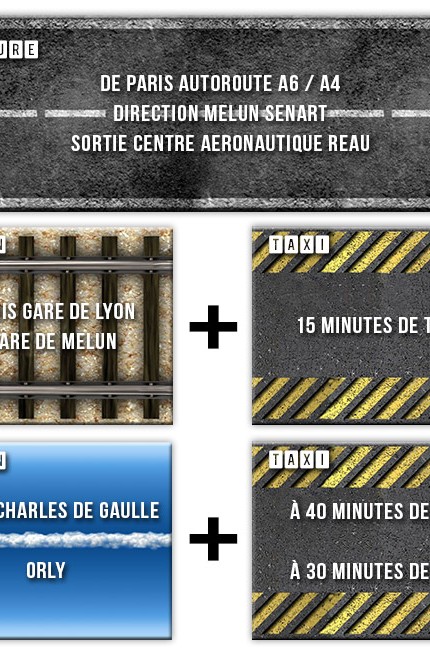 URE
DE PARIS AUTOROUTE A6 / A4
DIRECTION MELUN SENART
SORTIE CENTRE AERONAUTIQUE REAU
N
TAXI
IS GARE DE LYON
ARE DE MELUN
15 MINUTES DE T
N
TAXI
CHARLES DE GAULLE
À 40 MINUTES DE
ORLY
À 30 MINUTES DE